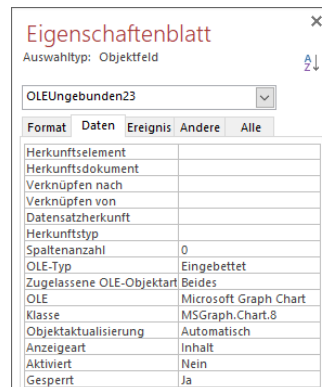 Eigenschaftenblatt
Auswahltyp: Objektfeld
OLEUngebunden23
Format Daten Ereignis Andere Alle
Herkunftselement
Herkunftsdokument
Verknüpfen nach
Verknüpfen von
Datensatzherkunft
Herkunftstyp
Spaltenanzahl 0
OLE-Typ Eingebettet
Zugelassene OLE-Objektart Beides
OLE Microsoft Graph Chart
Klasse MSGraph.Chart.8
Objektaktualisierung Automatisch
Anzeigeart Inhalt
Aktiviert Nein
Gesperrt Ja